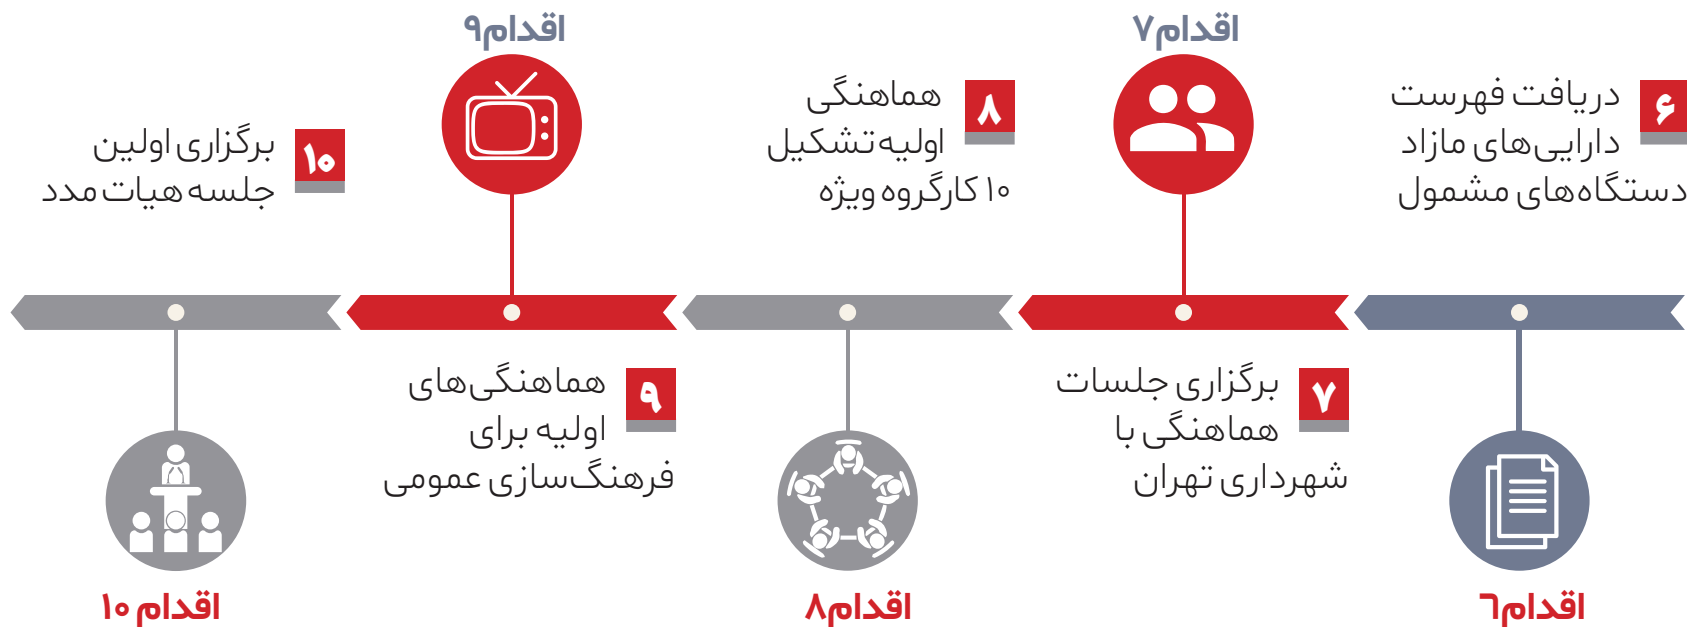 ۶
دریافت فهرست
دارایی‌های مازاد
دستگاه‌های مشمول
اقدام۶
اقدام۷
۷
برگزاری جلسات
هماهنگی با
شهرداری تهران
۸
هماهنگی
اولیه تشکیل
۱۰ کارگروه ویژه
اقدام۸
اقدام۹
۹
هماهنگی‌های
اولیه برای
فرهنگ‌سازی عمومی
۱۰
برگزاری اولین
جلسه هیات مدد
اقدام ۱۰